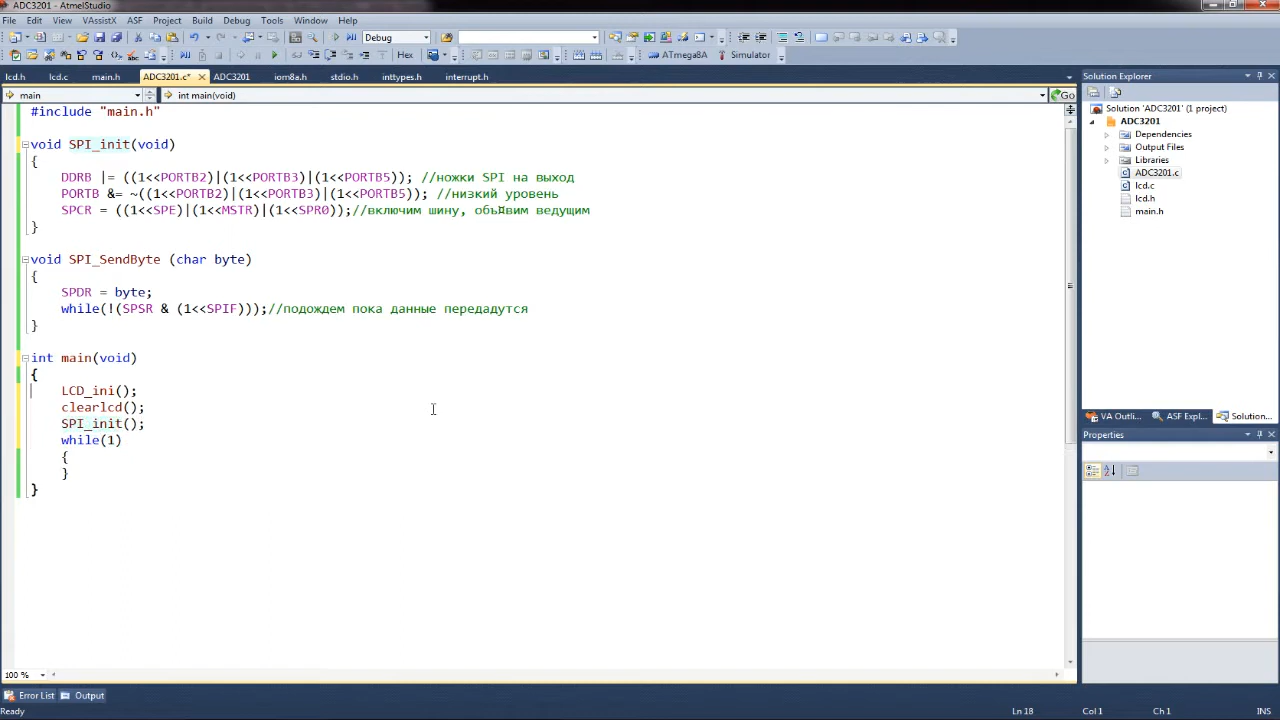 ADC3201 - AtmelStudio
File Edit View VAssistX ASF Project Build Debug Tools Window Help
Debug
Hex ATmega8A Simulator
lcd.h lcd.c main.h ADC3201.c* ADC3201 iom8a.h stdio.h inttypes.h interrupt.h
main int main(void) Go
#include "main.h"
void SPI_init(void)
{
DDRB |= ((1<<PORTB2)|(1<<PORTB3)|(1<<PORTB5)); //ножки SPI на выход
PORTB &= ~((1<<PORTB2)|(1<<PORTB3)|(1<<PORTB5)); //низкий уровень
SPCR = ((1<<SPE)|(1<<MSTR)|(1<<SPR0));//включим шину, объ¤вим ведущим
}
void SPI_SendByte (char byte)
{
SPDR = byte;
while(!(SPSR & (1<<SPIF)));//подождем пока данные передадутся
}
int main(void)
{
LCD_ini();
clearlcd();
SPI_init();
while(1)
{
}
}
100 %
Error List Output
Ready Ln 18 Col 1 Ch 1 INS
Solution Explorer
Solution 'ADC3201' (1 project)
ADC3201
Dependencies
Output Files
Libraries
ADC3201.c
lcd.c
lcd.h
main.h
VA Outli... ASF Expl... Solution...
Properties